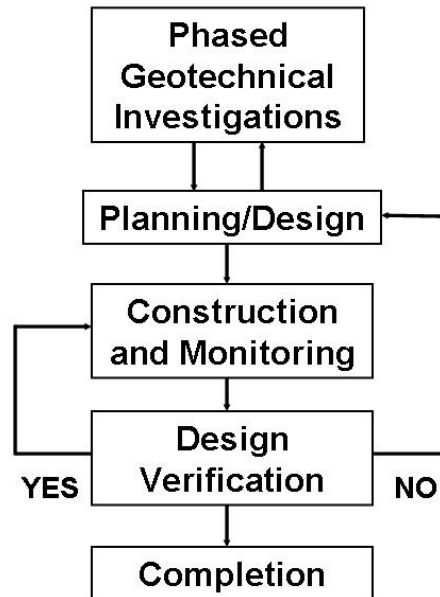 Phased
Geotechnical
Investigations
Planning/Design
Construction
and Monitoring
Design
Verification
YES
NO
Completion